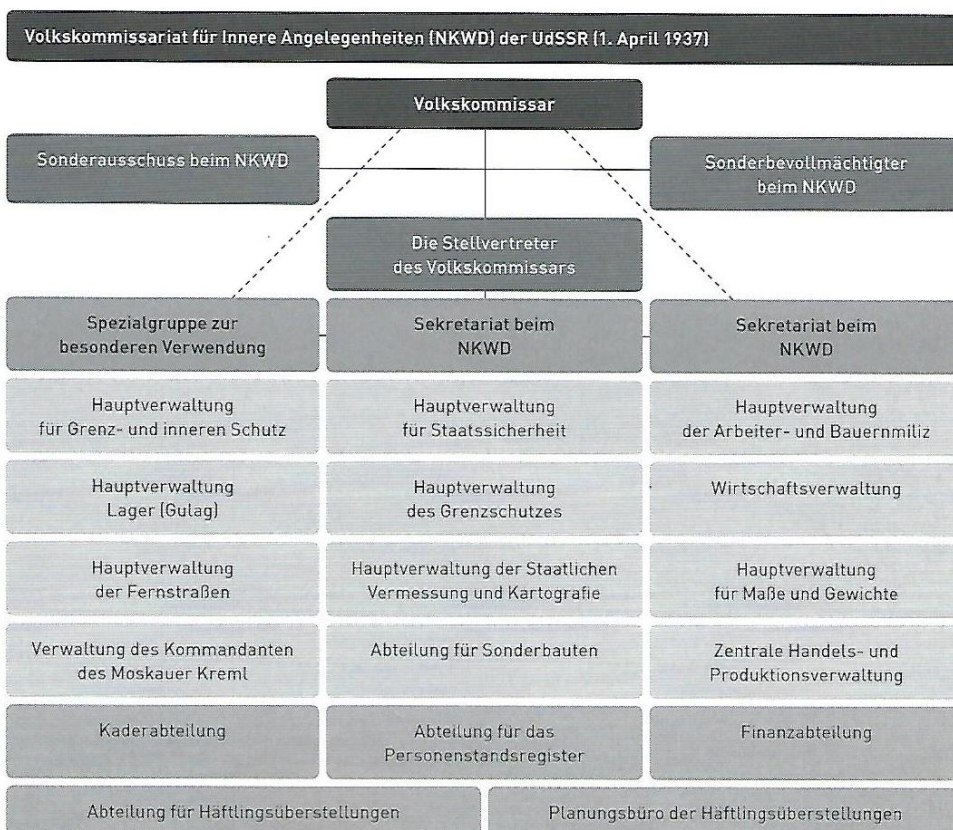 Volkskommissariat für Innere Angelegenheiten (NKWD) der UdSSR (1. April 1937)
Volkskommissar
Sonderausschuss beim NKWD
Sonderbevollmächtigter
beim NKWD
Die Stellvertreter
des Volkskommissars
Spezialgruppe zur
besonderen Verwendung
Sekretariat beim
NKWD
Sekretariat beim
NKWD
Hauptverwaltung
für Grenz- und inneren Schutz
Hauptverwaltung
für Staatssicherheit
Hauptverwaltung
der Arbeiter- und Bauernmiliz
Hauptverwaltung
Lager (Gulag)
Hauptverwaltung
des Grenzschutzes
Wirtschaftsverwaltung
Hauptverwaltung
der Fernstraßen
Hauptverwaltung der Staatlichen
Vermessung und Kartografie
Hauptverwaltung
für Maße und Gewichte
Verwaltung des Kommandanten
des Moskauer Kreml
Abteilung für Sonderbauten
Zentrale Handels- und
Produktionsverwaltung
Kaderabteilung
Abteilung für das
Personenstandsregister
Finanzabteilung
Abteilung für Häftlingsüberstellungen
Planungsbüro der Häftlingsüberstellungen